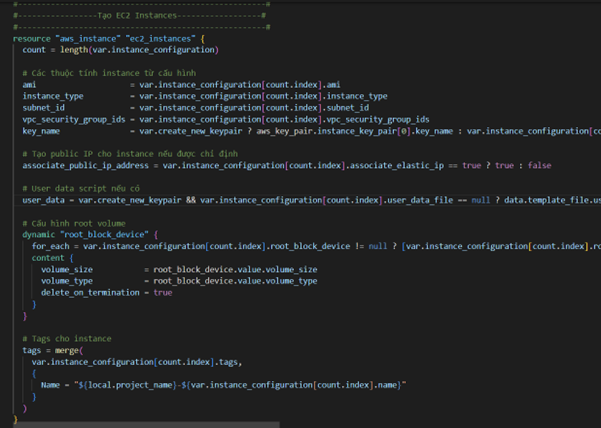 #-----------------------------------------------------#
#-----------------Tạo EC2 Instances------------------#
#-----------------------------------------------------#
resource "aws_instance" "ec2_instances" {
  count = length(var.instance_configuration)

  # Các thuộc tính instance từ cấu hình
  ami                    = var.instance_configuration[count.index].ami
  instance_type          = var.instance_configuration[count.index].instance_type
  subnet_id              = var.instance_configuration[count.index].subnet_id
  vpc_security_group_ids = var.instance_configuration[count.index].vpc_security_group_ids
  key_name               = var.create_new_keypair ? aws_key_pair.instance_key_pair[0].key_name : var.instance_configuration[co

  # Tạo public IP cho instance nếu được chỉ định
  associate_public_ip_address = var.instance_configuration[count.index].associate_elastic_ip == true ? true : false

  # User data script nếu có
  user_data = var.create_new_keypair && var.instance_configuration[count.index].user_data_file == null ? data.template_file.us

  # Cấu hình root volume
  dynamic "root_block_device" {
    for_each = var.instance_configuration[count.index].root_block_device != null ? [var.instance_configuration[count.index].ro
    content {
      volume_size           = root_block_device.value.volume_size
      volume_type           = root_block_device.value.volume_type
      delete_on_termination = true
    }
  }

  # Tags cho instance
  tags = merge(
    var.instance_configuration[count.index].tags,
    {
      Name = "${local.project_name}-${var.instance_configuration[count.index].name}"
    }
  )
}